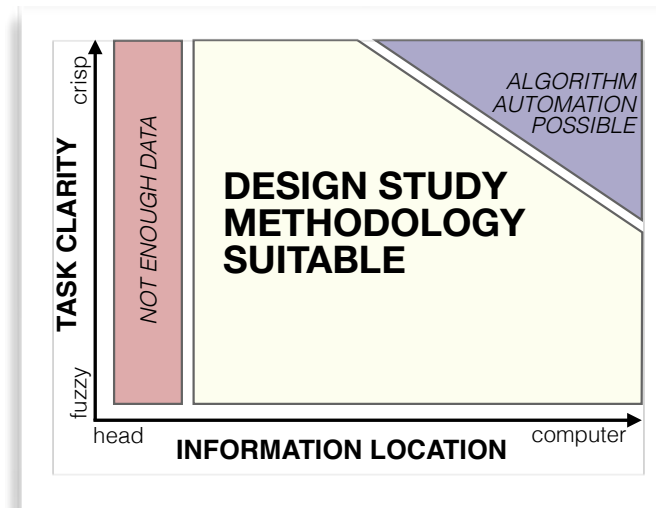 crisp
TASK CLARITY
fuzzy
NOT ENOUGH DATA
DESIGN STUDY
METHODOLOGY
SUITABLE
ALGORITHM
AUTOMATION
POSSIBLE
head
INFORMATION LOCATION
computer